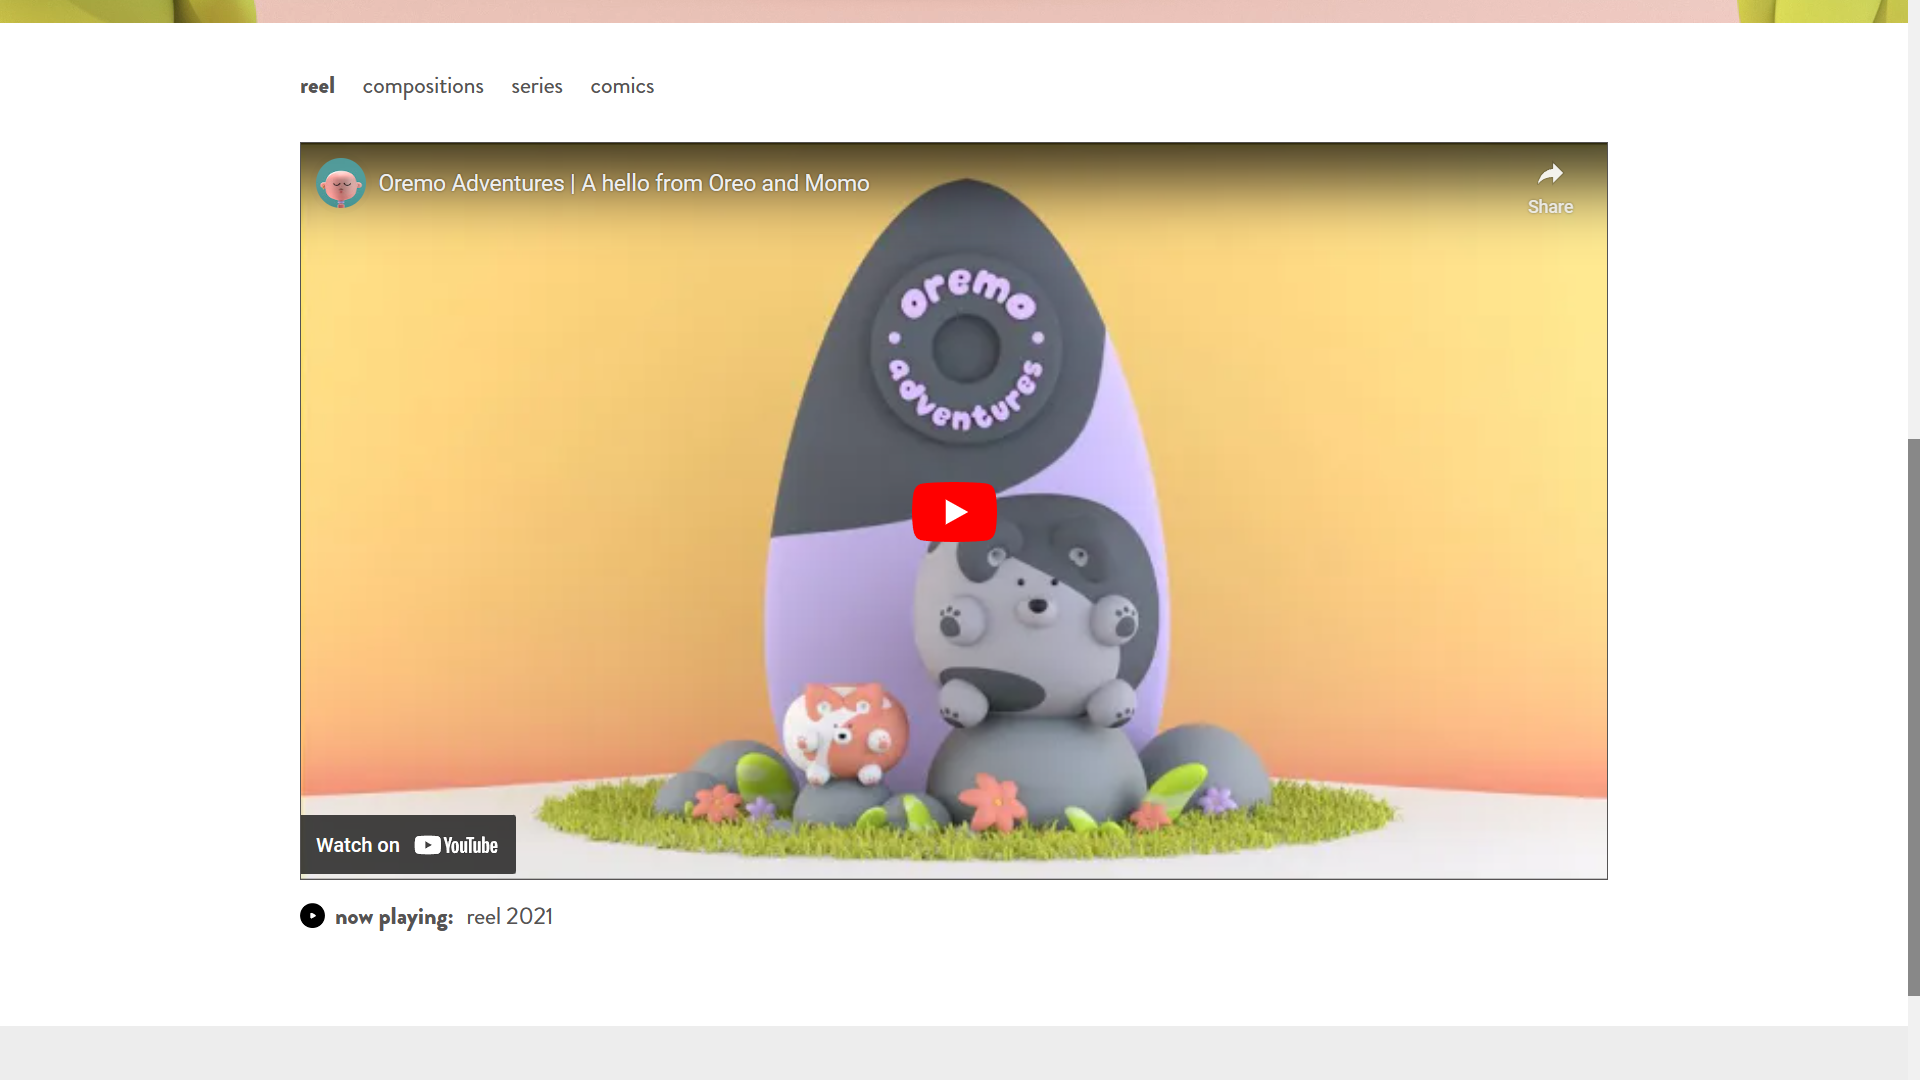 reel compositions series comics
Oremo Adventures | A hello from Oreo and Momo
Share
oremo
adventures
Watch on YouTube
now playing: reel 2021